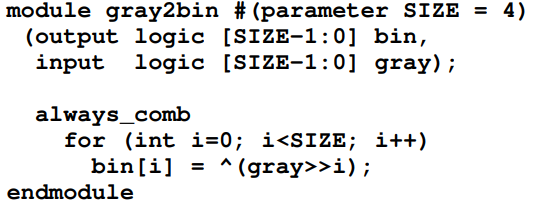 module gray2bin #(parameter SIZE = 4)
(output logic [SIZE-1:0] bin,
input logic [SIZE-1:0] gray);
always_comb
for (int i=0; i<SIZE; i++)
bin[i] = ^(gray>>i);
endmodule